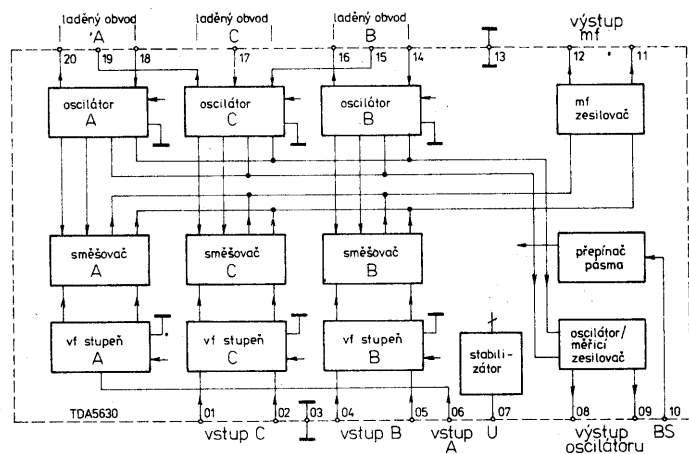 laděný obvod laděný obvod laděný obvod výstup
'A C B mf
20 19 18 17 16 15 14 13 12 11
oscilátor oscilátor oscilátor mf
A C B zesilovač
směšovač směšovač směšovač přepínač
A C B pásma
vf stupeň vf stupeň vf stupeň stabili- oscilátor/
A C B zátor měřicí
zesilovač
TDA5630 01 02 03 04 05 06 07 08 09 10
vstup C vstup B vstup U výstup BS
A oscilátoru